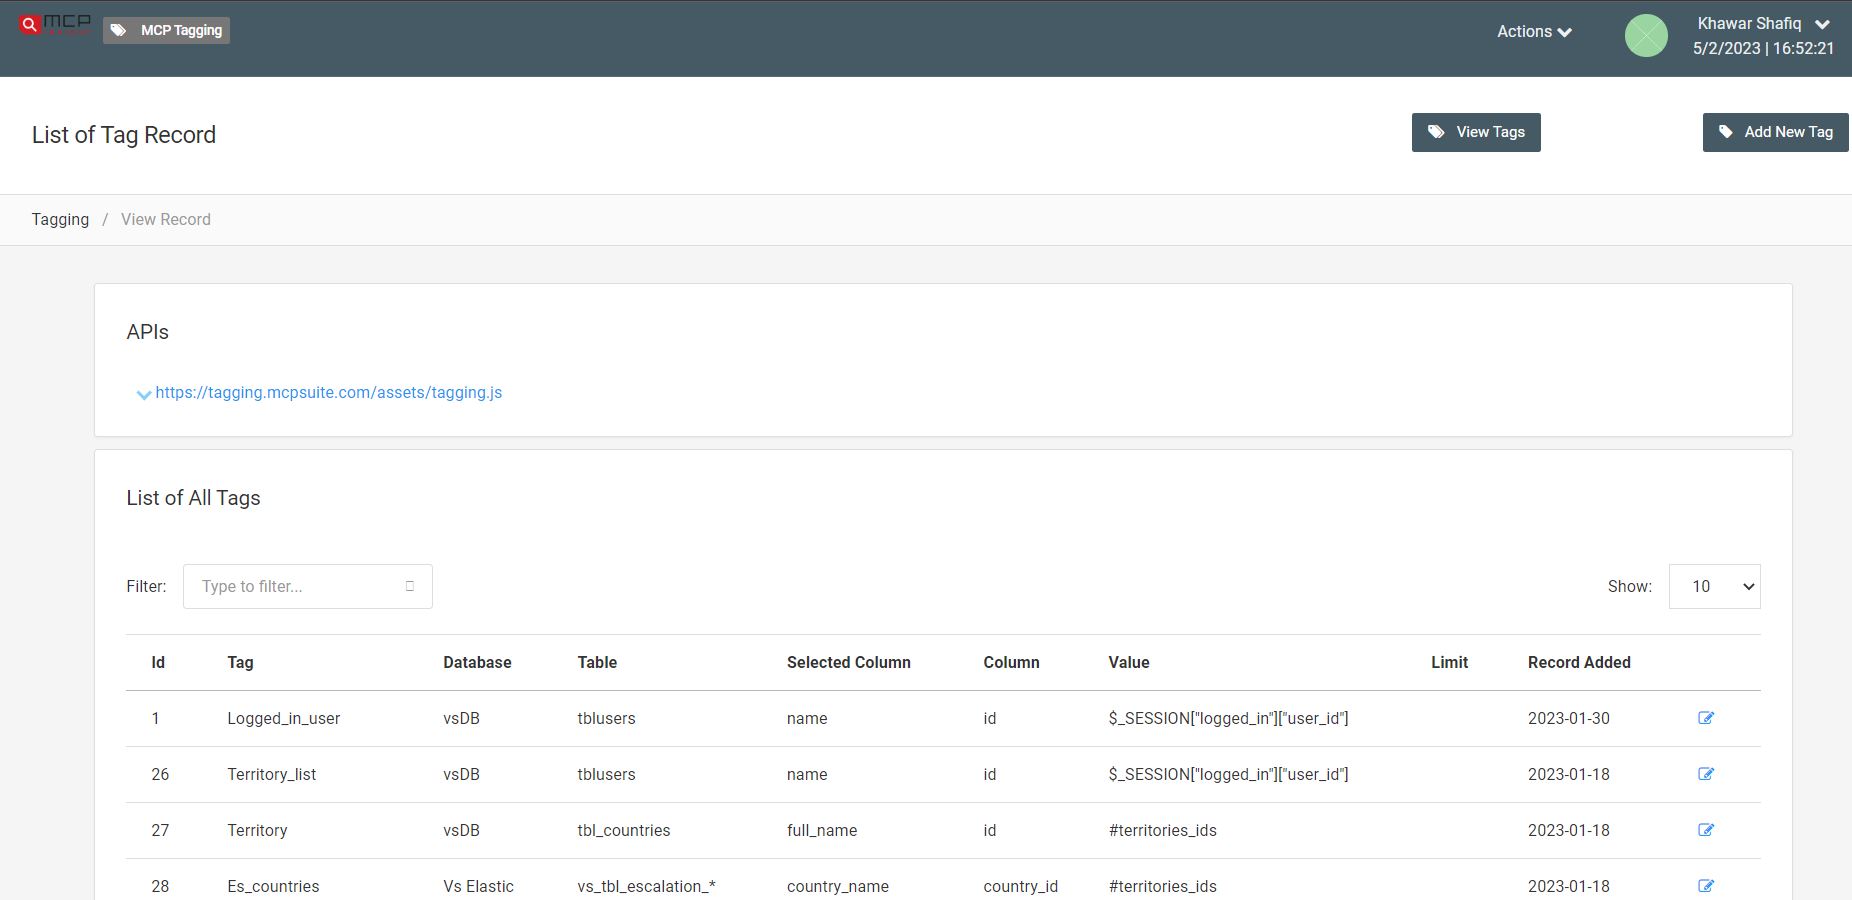 MCP
MCP Tagging
Actions
Khawar Shafiq
5/2/2023 | 16:52:21
List of Tag Record
View Tags
Add New Tag
Tagging / View Record
APIs
https://tagging.mcpsuite.com/assets/tagging.js
List of All Tags
Filter: Type to filter... Show: 10
Id Tag Database Table Selected Column Column Value Limit Record Added
1 Logged_in_user vsDB tblusers name id $_SESSION["logged_in"]["user_id"] 2023-01-30
26 Territory_list vsDB tblusers name id $_SESSION["logged_in"]["user_id"] 2023-01-18
27 Territory vsDB tbl_countries full_name id #territories_ids 2023-01-18
28 Es_countries Vs Elastic vs_tbl_escalation_* country_name country_id #territories_ids 2023-01-18